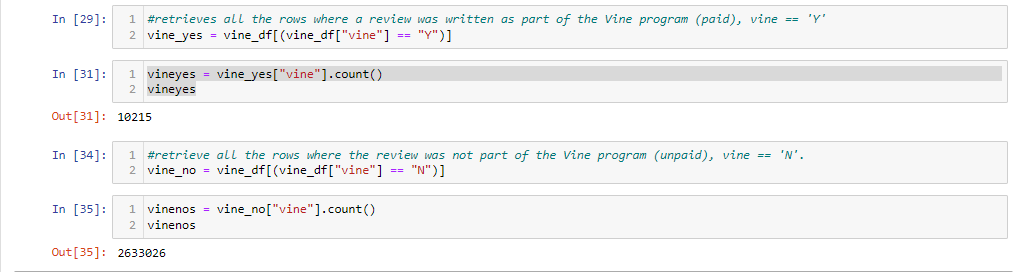 In [29]: 1 #retrieves all the rows where a review was written as part of the Vine program (paid), vine == 'Y'
2 vine_yes = vine_df[(vine_df["vine"] == "Y")]
In [31]: 1 vineyes = vine_yes["vine"].count()
2 vineyes
Out[31]: 10215
In [34]: 1 #retrieve all the rows where the review was not part of the Vine program (unpaid), vine == 'N'.
2 vine_no = vine_df[(vine_df["vine"] == "N")]
In [35]: 1 vinenos = vine_no["vine"].count()
2 vinenos
Out[35]: 2633026